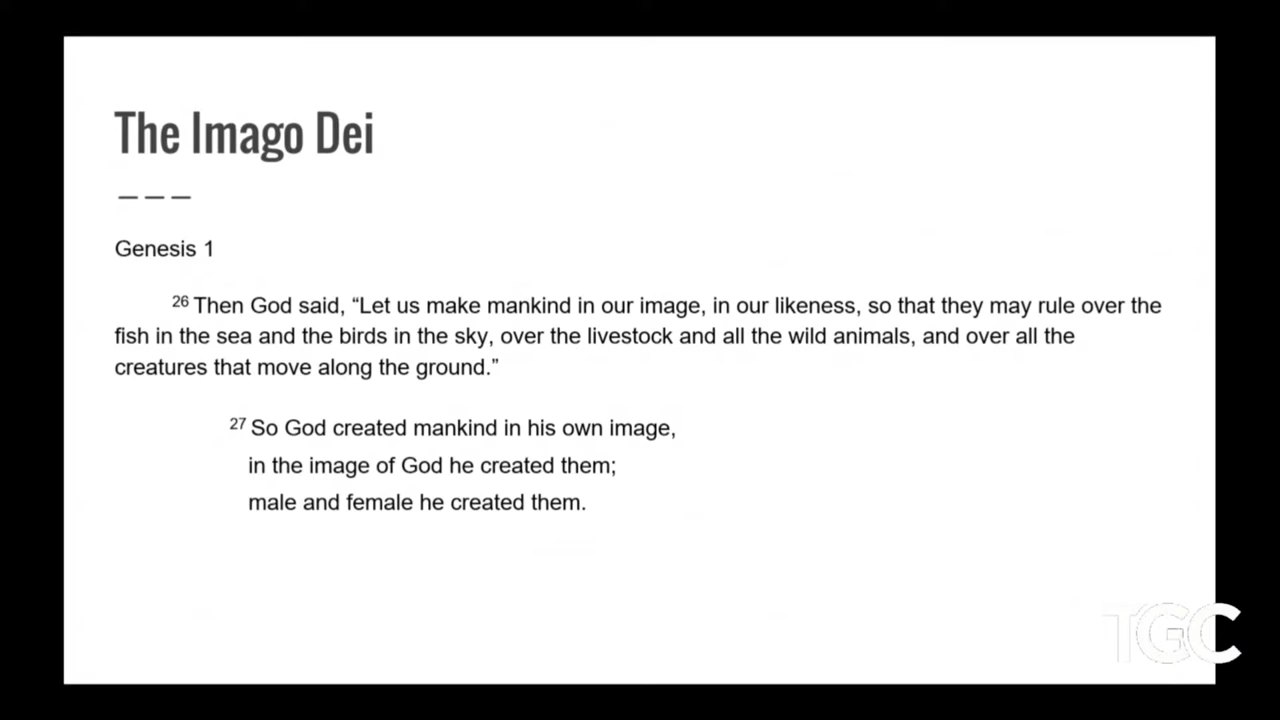 The Imago Dei
Genesis 1
26 Then God said, “Let us make mankind in our image, in our likeness, so that they may rule over the
fish in the sea and the birds in the sky, over the livestock and all the wild animals, and over all the
creatures that move along the ground.”
27 So God created mankind in his own image,
in the image of God he created them;
male and female he created them.
TGC